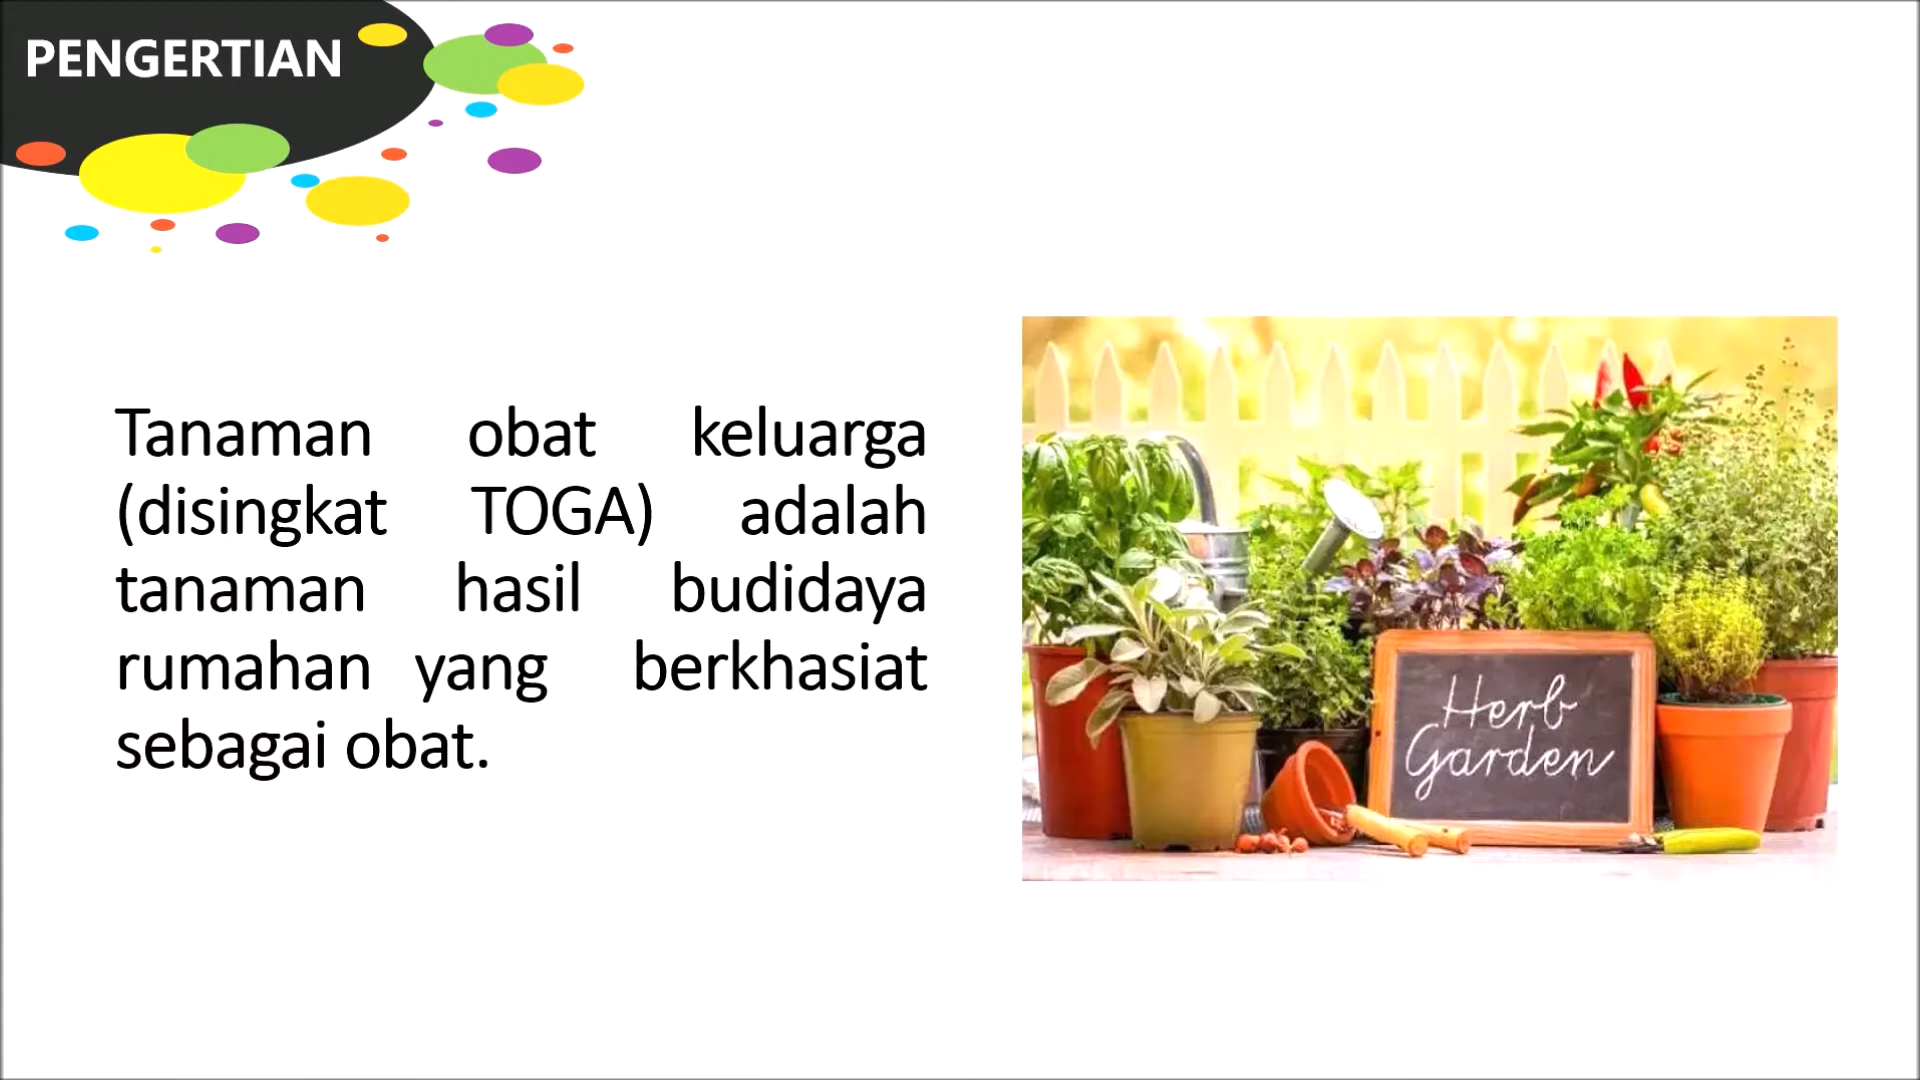 PENGERTIAN
Tanaman obat keluarga
(disingkat TOGA) adalah
tanaman hasil budidaya
rumahan yang berkhasiat
sebagai obat.
Herb
Garden